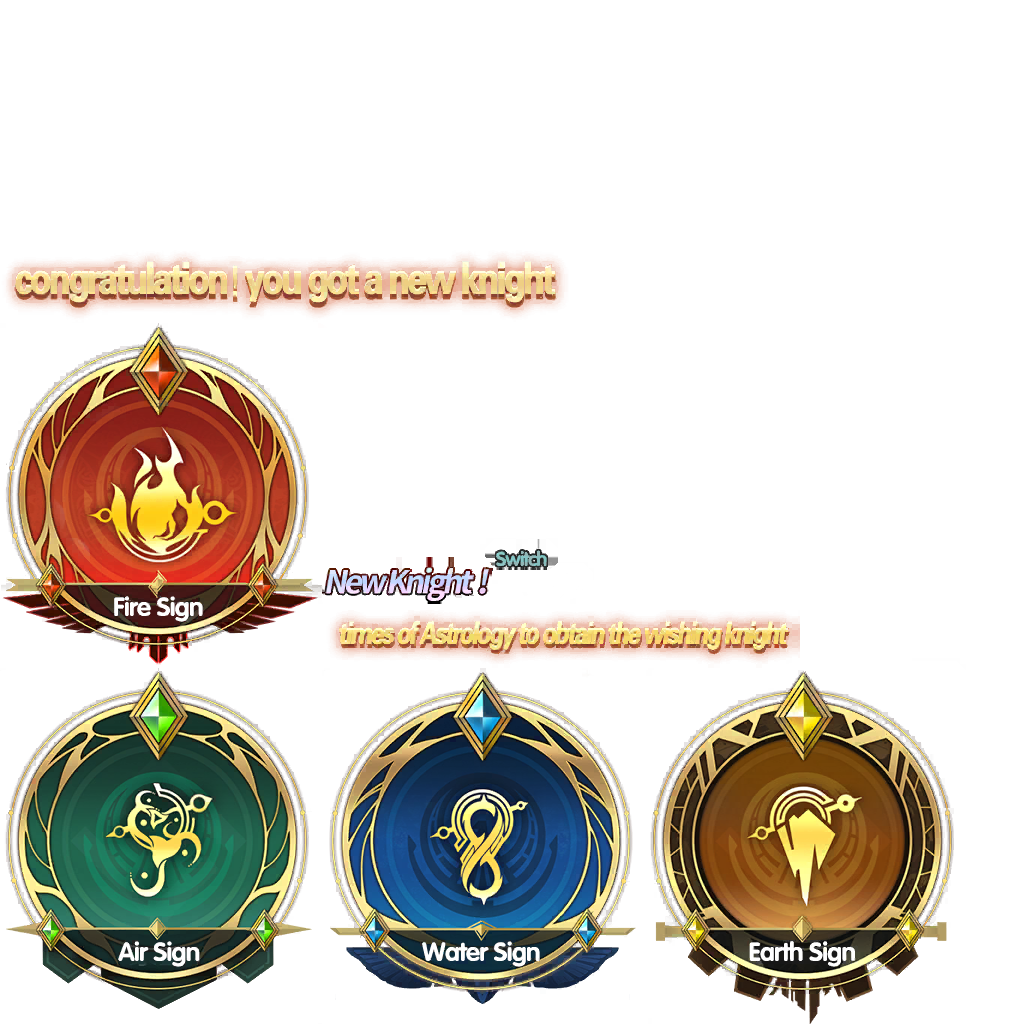 congratulation! you got a new knight
Fire Sign
Switch
New Knight!
times of Astrology to obtain the wishing knight
Air Sign
Water Sign
Earth Sign